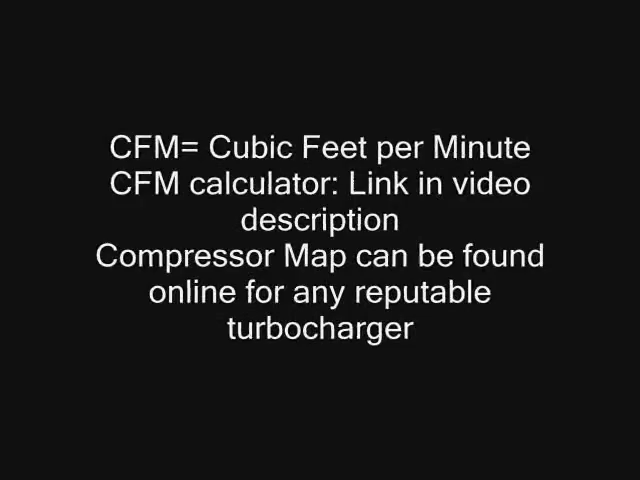 CFM= Cubic Feet per Minute
CFM calculator: Link in video
description
Compressor Map can be found
online for any reputable
turbocharger